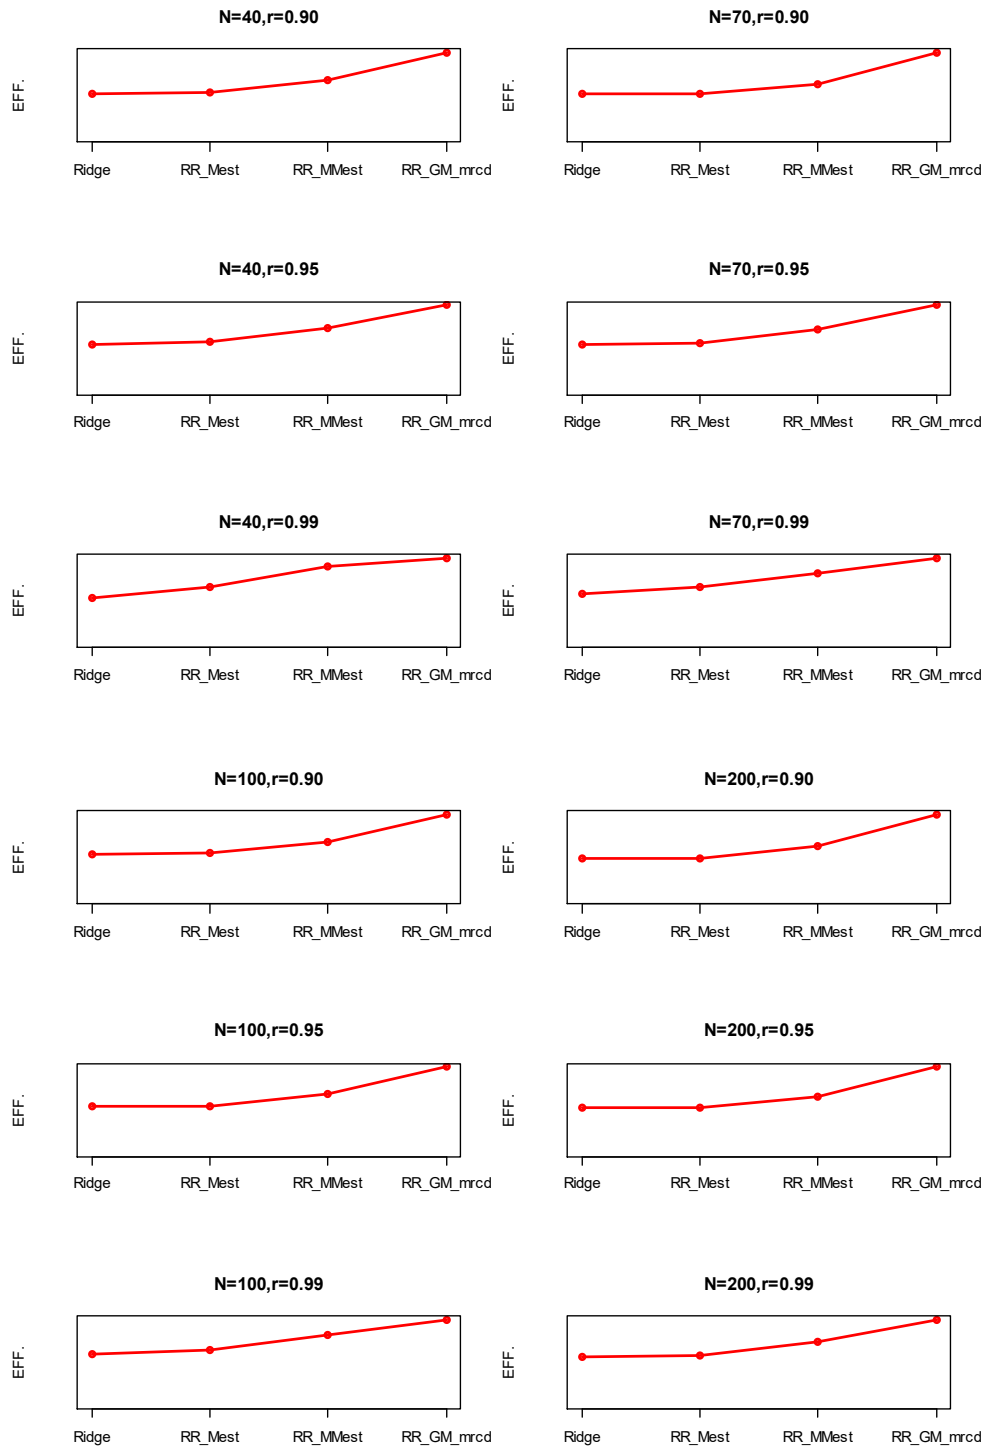 N=40,r=0.90
EFF.
Ridge RR_Mest RR_MMest RR_GM_mrcd
N=70,r=0.90
EFF.
Ridge RR_Mest RR_MMest RR_GM_mrcd
N=40,r=0.95
EFF.
Ridge RR_Mest RR_MMest RR_GM_mrcd
N=70,r=0.95
EFF.
Ridge RR_Mest RR_MMest RR_GM_mrcd
N=40,r=0.99
EFF.
Ridge RR_Mest RR_MMest RR_GM_mrcd
N=70,r=0.99
EFF.
Ridge RR_Mest RR_MMest RR_GM_mrcd
N=100,r=0.90
EFF.
Ridge RR_Mest RR_MMest RR_GM_mrcd
N=200,r=0.90
EFF.
Ridge RR_Mest RR_MMest RR_GM_mrcd
N=100,r=0.95
EFF.
Ridge RR_Mest RR_MMest RR_GM_mrcd
N=200,r=0.95
EFF.
Ridge RR_Mest RR_MMest RR_GM_mrcd
N=100,r=0.99
EFF.
Ridge RR_Mest RR_MMest RR_GM_mrcd
N=200,r=0.99
EFF.
Ridge RR_Mest RR_MMest RR_GM_mrcd